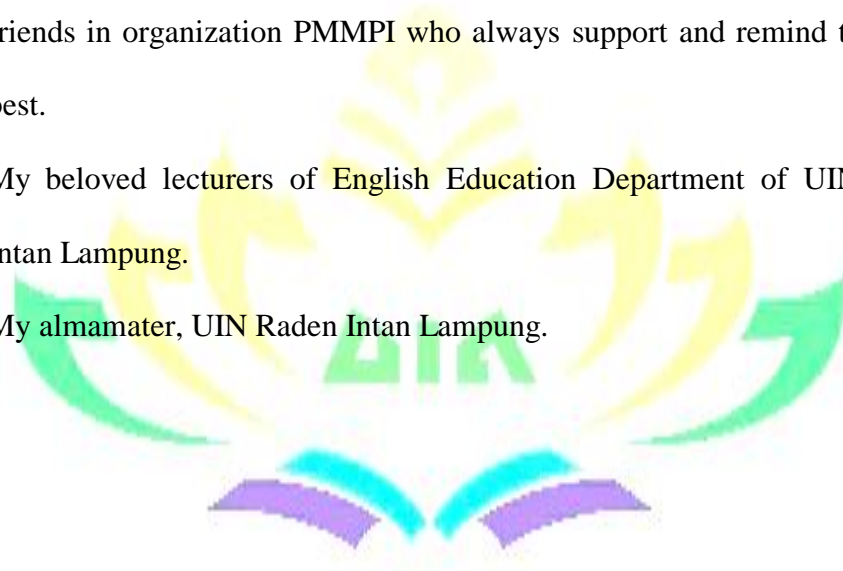 riends in organization PMMPI who always support and remind t
best.
My beloved lecturers of English Education Department of UIN
ntan Lampung.
My almamater, UIN Raden Intan Lampung.